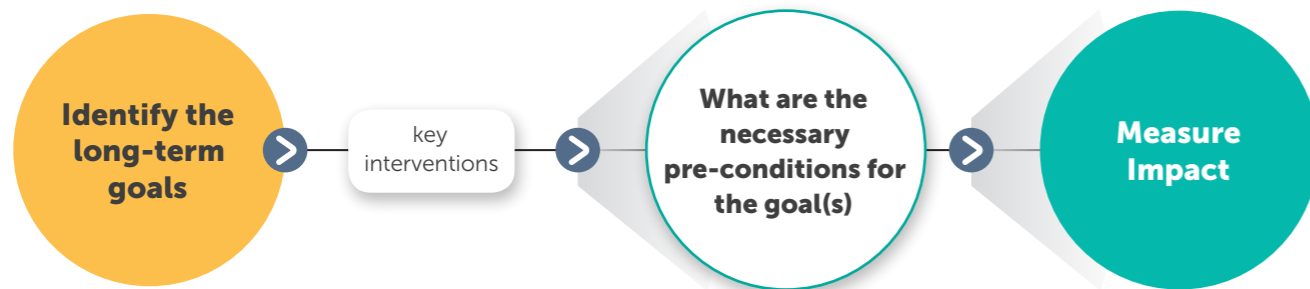 Identify the
long-term
goals
key
interventions
What are the
necessary
pre-conditions for
the goal(s)
Measure
Impact